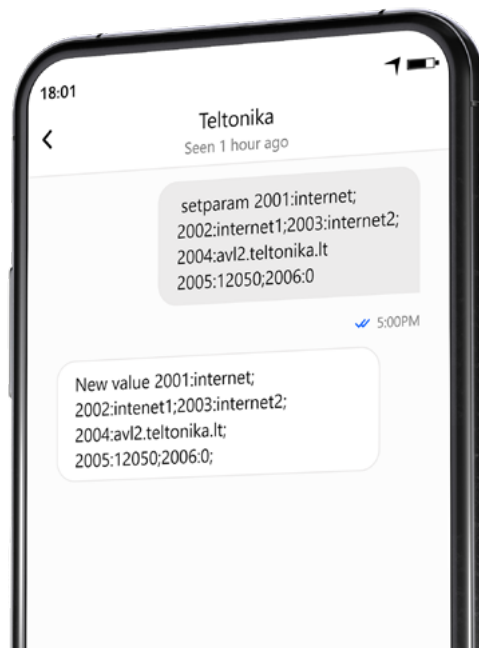 18:01
Teltonika
Seen 1 hour ago
setparam 2001:internet;
2002:internet1;2003:internet2;
2004:avl2.teltonika.lt
2005:12050;2006:0
5:00PM
New value 2001:internet;
2002:intenet1;2003:internet2;
2004:avl2.teltonika.lt;
2005:12050;2006:0;